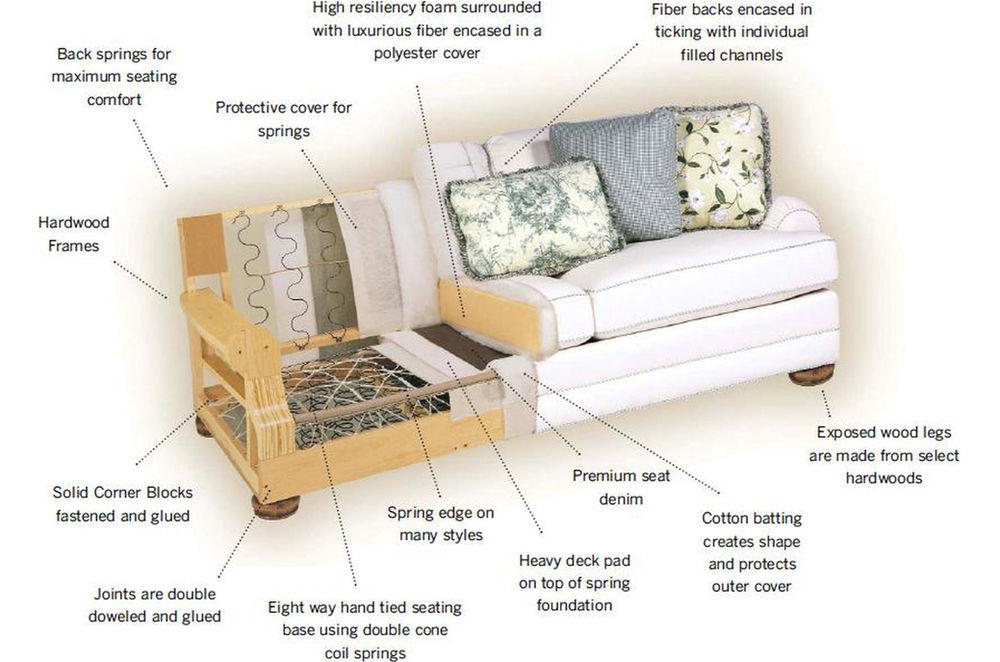 High resiliency foam surrounded
with luxurious fiber encased in a
polyester cover
Fiber backs encased in
ticking with individual
filled channels
Back springs for
maximum seating
comfort
Protective cover for
springs
Hardwood
Frames
Exposed wood legs
are made from select
hardwoods
Solid Corner Blocks
fastened and glued
Premium seat
denim
Spring edge on
many styles
Cotton batting
creates shape
and protects
outer cover
Heavy deck pad
on top of spring
foundation
Joints are double
doweled and glued
Eight way hand tied seating
base using double cone
coil springs